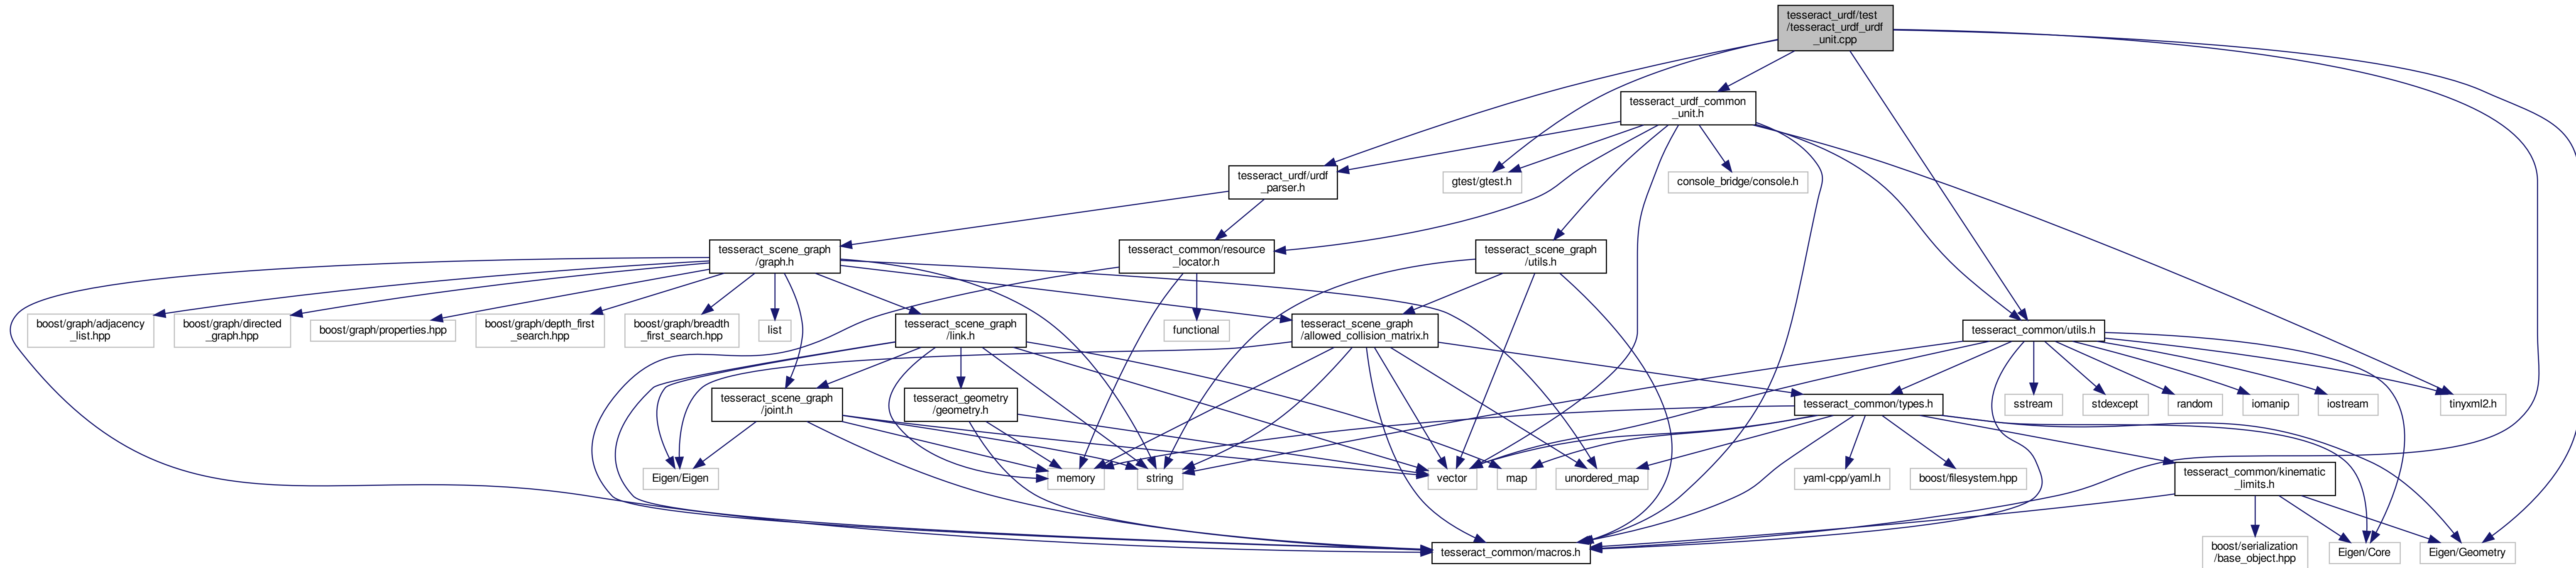 tesseract_urdf/test
/tesseract_urdf_urdf
_unit.cpp
tesseract_urdf_common
_unit.h
tesseract_urdf/urdf
_parser.h
gtest/gtest.h
console_bridge/console.h
tesseract_scene_graph
/graph.h
tesseract_common/resource
_locator.h
tesseract_scene_graph
/utils.h
boost/graph/adjacency
_list.hpp
boost/graph/directed
_graph.hpp
boost/graph/properties.hpp
boost/graph/depth_first
_search.hpp
boost/graph/breadth
_first_search.hpp
list
tesseract_scene_graph
/link.h
functional
tesseract_scene_graph
/allowed_collision_matrix.h
tesseract_common/utils.h
tesseract_scene_graph
/joint.h
tesseract_geometry
/geometry.h
tesseract_common/types.h
sstream
stdexcept
random
iomanip
iostream
tinyxml2.h
Eigen/Eigen
memory
string
vector
map
unordered_map
yaml-cpp/yaml.h
boost/filesystem.hpp
tesseract_common/kinematic
_limits.h
tesseract_common/macros.h
boost/serialization
/base_object.hpp
Eigen/Core
Eigen/Geometry